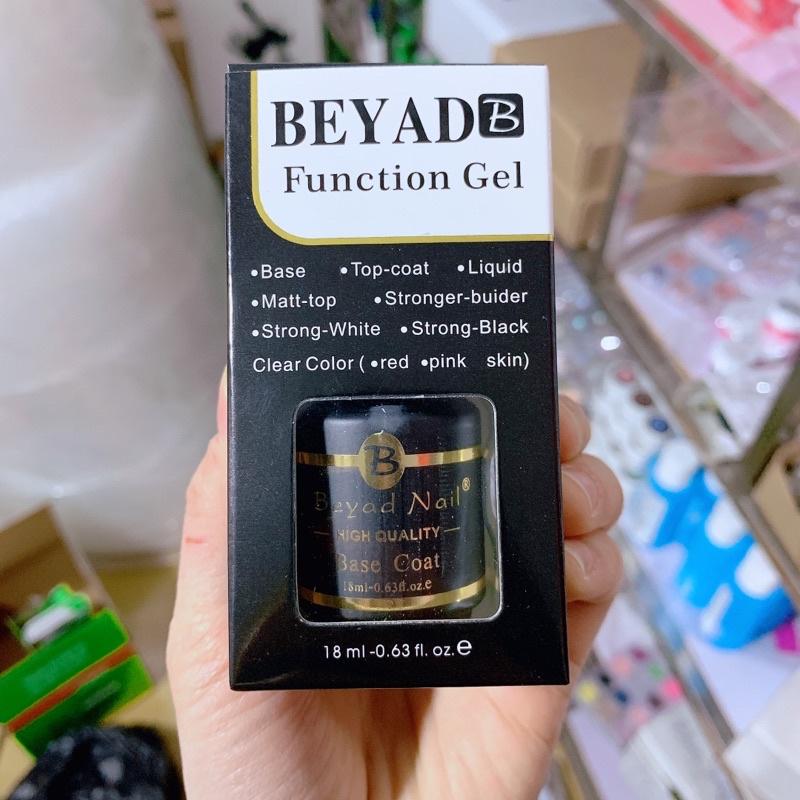 BEYAD B
Function Gel
•Base •Top-coat •Liquid
•Matt-top •Stronger-buider
•Strong-White •Strong-Black
Clear Color ( •red •pink skin)
B
Beyad Nail®
HIGH QUALITY
Base Coat
18ml-0.63fl.oz.e
18 ml -0.63 fl. oz. e